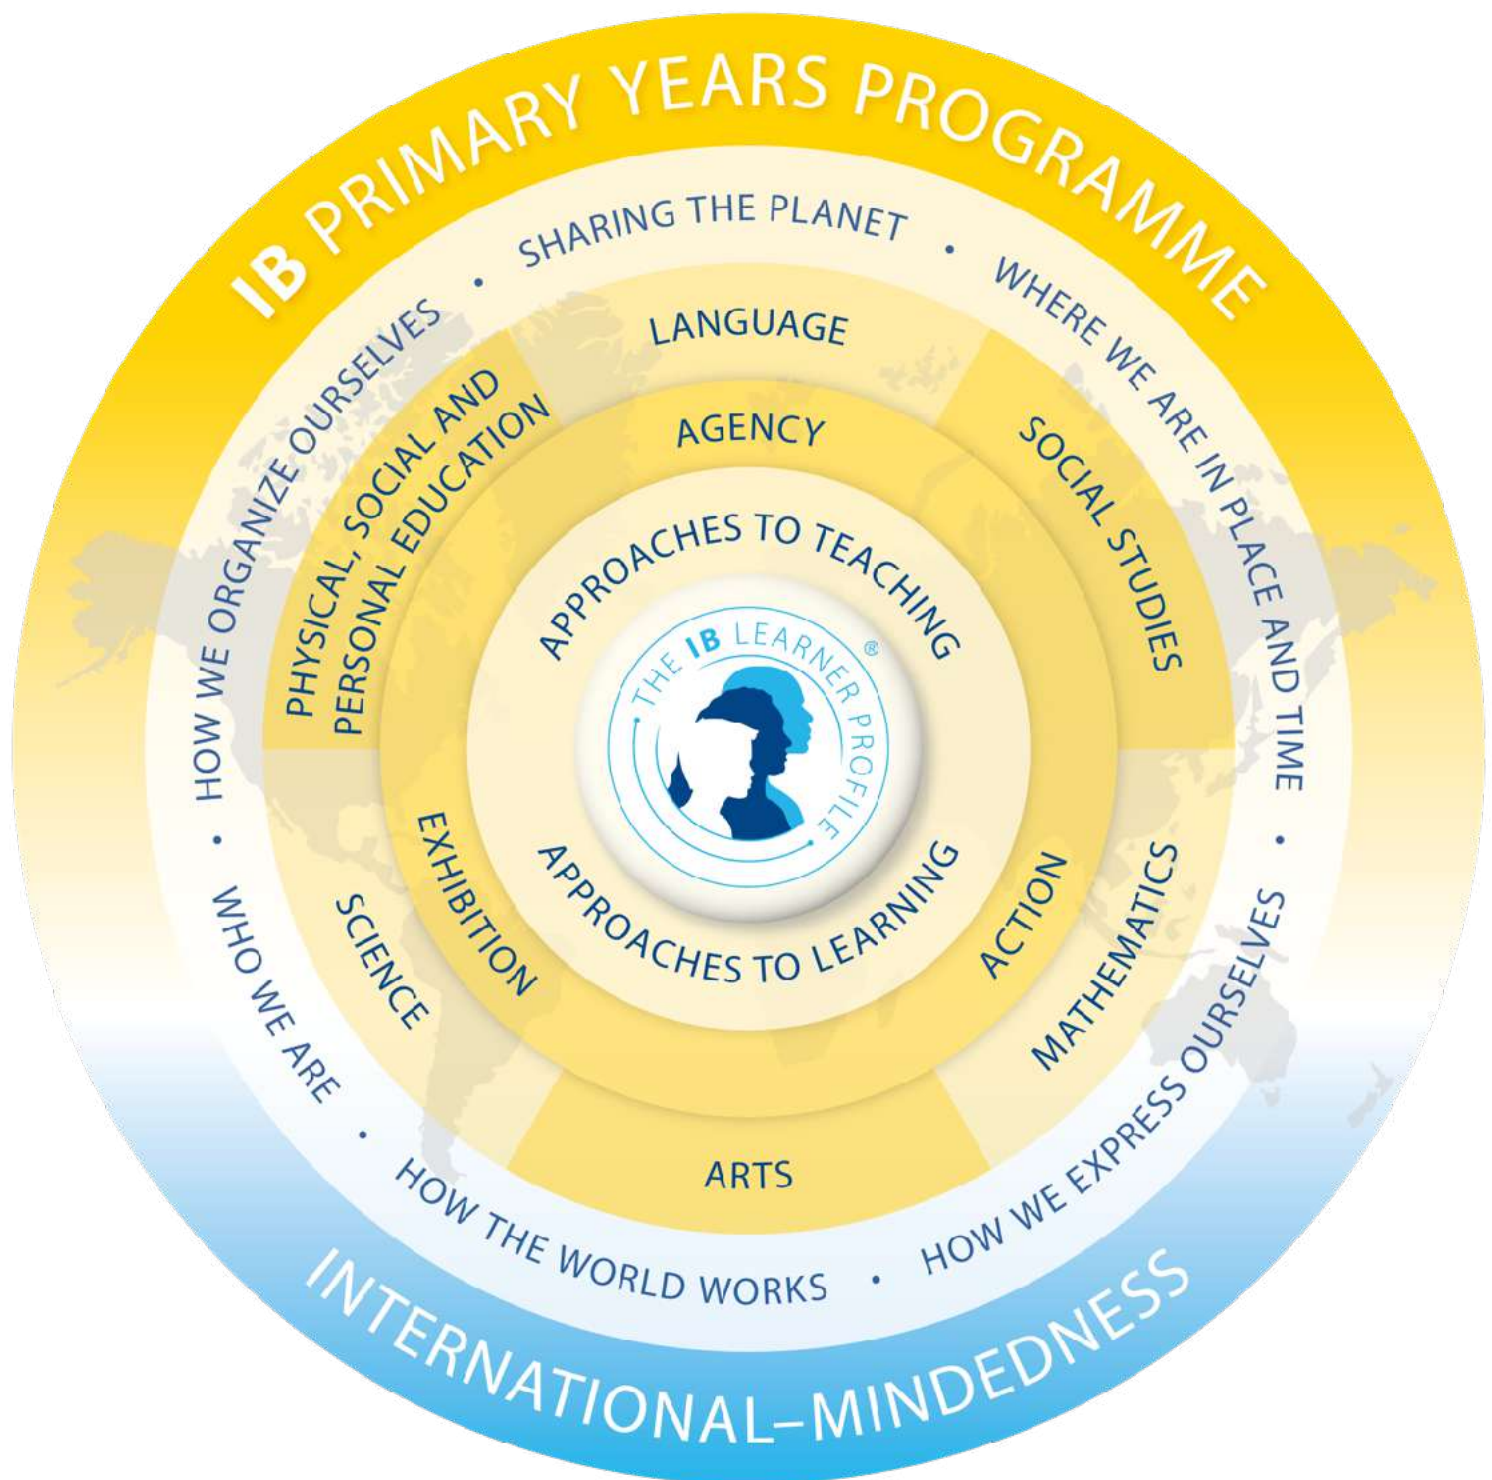 IB PRIMARY YEARS PROGRAMME
SHARING THE PLANET
•
WHERE WE ARE IN PLACE AND TIME
•
HOW WE EXPRESS OURSELVES
•
HOW THE WORLD WORKS
•
WHO WE ARE
•
HOW WE ORGANIZE OURSELVES
•
LANGUAGE
SOCIAL STUDIES
MATHEMATICS
ARTS
SCIENCE
PHYSICAL, SOCIAL AND
PERSONAL EDUCATION
AGENCY
ACTION
EXHIBITION
APPROACHES TO TEACHING
APPROACHES TO LEARNING
THE IB LEARNER PROFILE
®
INTERNATIONAL–MINDEDNESS